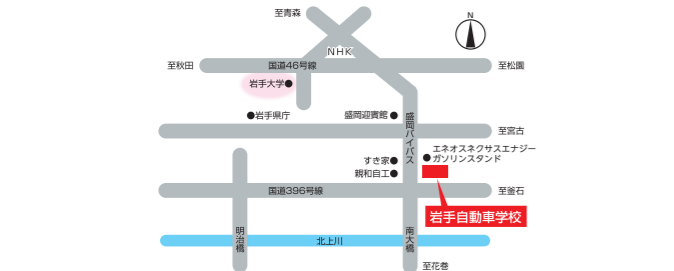 至青森
N
NHK
至秋田
国道46号線
至松園
岩手大学
岩手県庁
盛岡迎賓館
盛岡バイパス
至宮古
エネオスネクサスエナジー
ガソリンスタンド
すき家
親和自工
国道396号線
至釜石
岩手自動車学校
明治橋
南大橋
北上川
至花巻